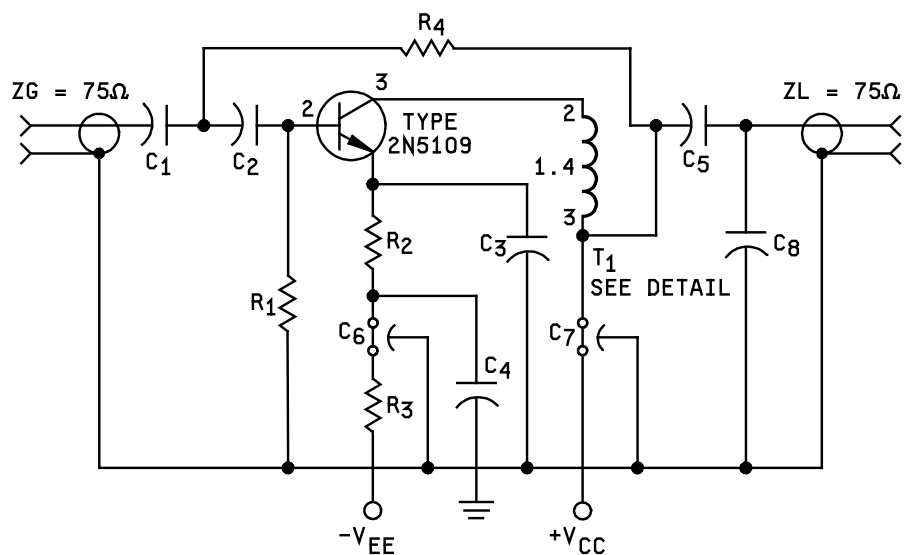 R4
ZG = 75Ω
ZL = 75Ω
3
2
TYPE
2N5109
2
C1
C2
C5
1.4
3
R2
C3
C8
T1
SEE DETAIL
R1
C6
C7
C4
R3
-VEE
+VCC